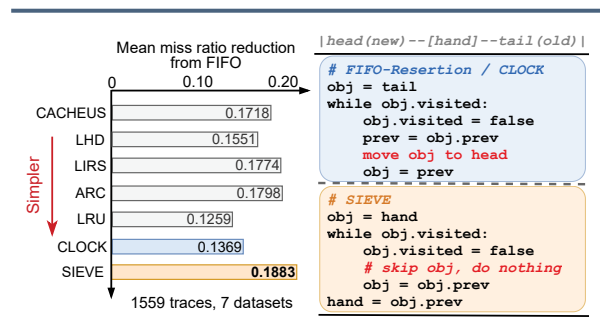 Mean miss ratio reduction
from FIFO
0 0.10 0.20
CACHEUS 0.1718
LHD 0.1551
LIRS 0.1774
ARC 0.1798
LRU 0.1259
CLOCK 0.1369
SIEVE 0.1883
Simpler
1559 traces, 7 datasets
|head(new)--[hand]--tail(old)|
# FIFO-Resertion / CLOCK
obj = tail
while obj.visited:
    obj.visited = false
    prev = obj.prev
    move obj to head
    obj = prev
# SIEVE
obj = hand
while obj.visited:
    obj.visited = false
    # skip obj, do nothing
    obj = obj.prev
hand = obj.prev